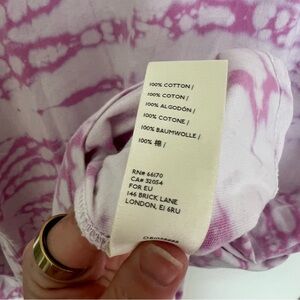 100% COTTON /
100% COTON /
100% ALGODÓN /
100% COTONE /
100% BAUMWOLLE /
100% 棉 /
RN# 66170
CA# 32054
FOR EU
146 BRICK LANE
LONDON, E1 6RU